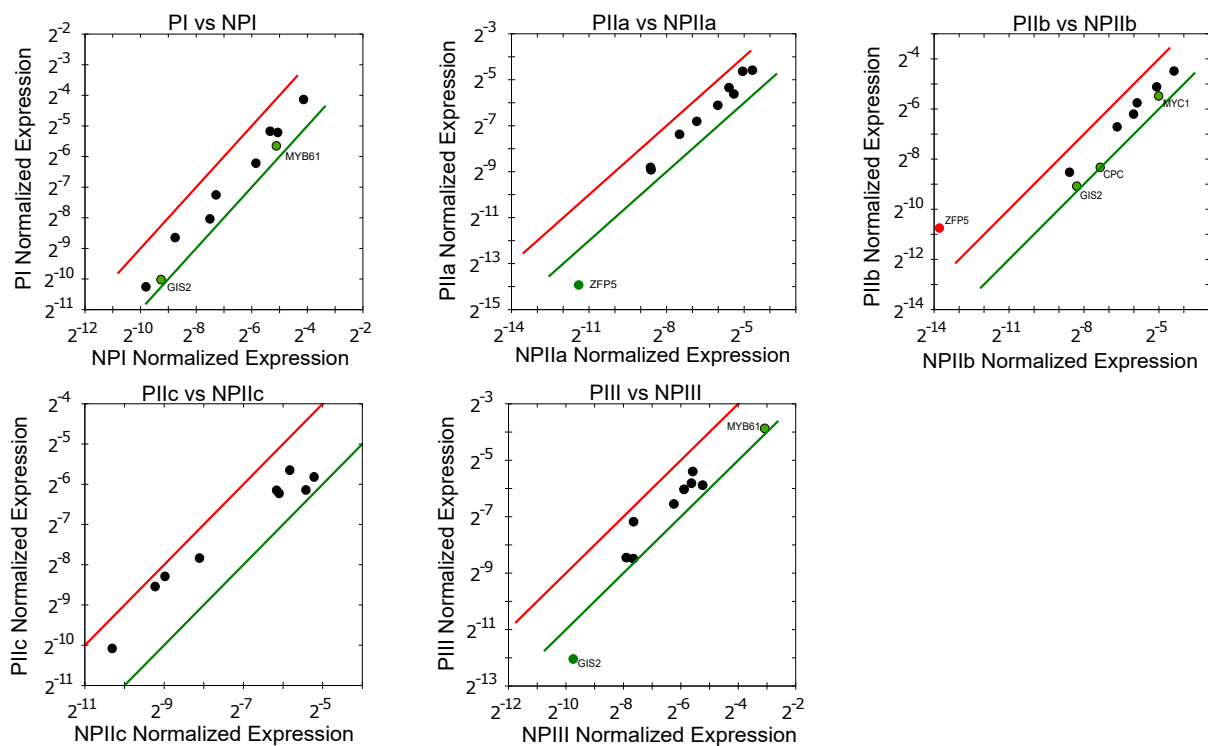 PI vs NPI
PI Normalized Expression
2^-2
2^-3
2^-4
2^-5
2^-6
2^-7
2^-8
2^-9
2^-10
2^-11
MYB61
GIS2
2^-12 2^-10 2^-8 2^-6 2^-4 2^-2
NPI Normalized Expression
PIIa vs NPIIa
PIIa Normalized Expression
2^-3
2^-5
2^-7
2^-9
2^-11
2^-13
2^-15
ZFP5
2^-14 2^-11 2^-8 2^-5
NPIIa Normalized Expression
PIIb vs NPIIb
PIIb Normalized Expression
2^-4
2^-6
2^-8
2^-10
2^-12
2^-14
MYC1
CPC
GIS2
ZFP5
2^-14 2^-11 2^-8 2^-5
NPIIb Normalized Expression
PIIc vs NPIIc
PIIc Normalized Expression
2^-4
2^-5
2^-6
2^-7
2^-8
2^-9
2^-10
2^-11
2^-11 2^-9 2^-7 2^-5
NPIIc Normalized Expression
PIII vs NPIII
PIII Normalized Expression
2^-3
2^-5
2^-7
2^-9
2^-11
2^-13
MYB61
GIS2
2^-12 2^-10 2^-8 2^-6 2^-4 2^-2
NPIII Normalized Expression